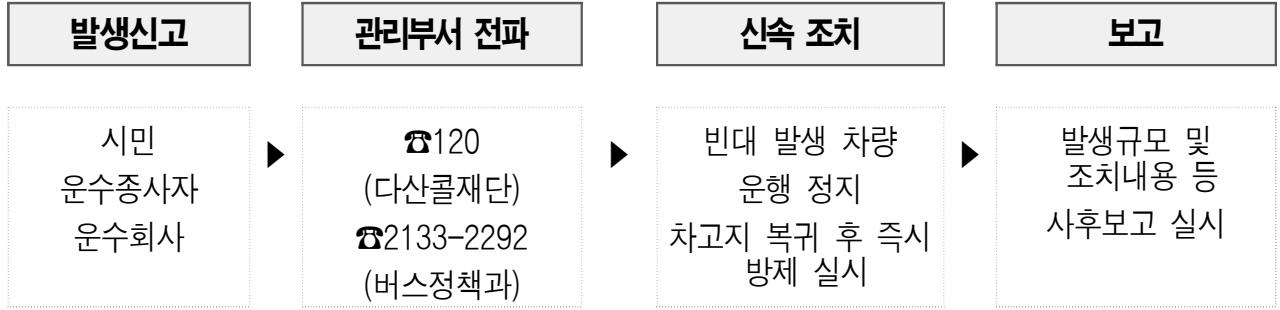 발생신고
관리부서 전파
신속 조치
보고
시민
운수종사자
운수회사
▶
☎120
(다산콜재단)
☎2133-2292
(버스정책과)
▶
빈대 발생 차량
운행 정지
차고지 복귀 후 즉시
방제 실시
▶
발생규모 및
조치내용 등
사후보고 실시